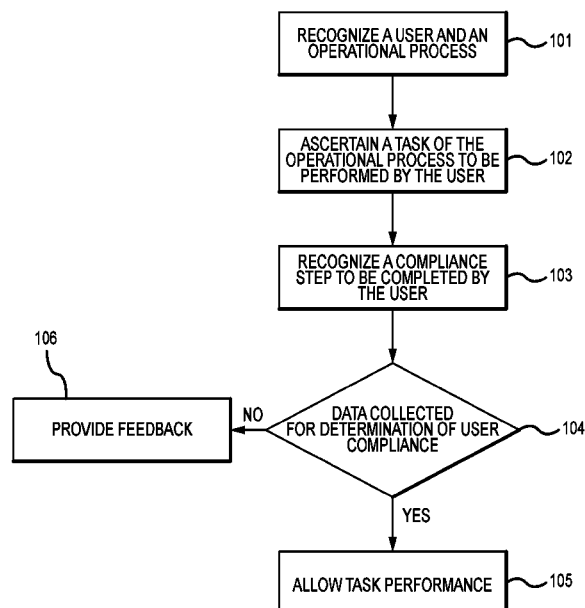 RECOGNIZE A USER AND AN
OPERATIONAL PROCESS
101
ASCERTAIN A TASK OF THE
OPERATIONAL PROCESS TO BE
PERFORMED BY THE USER
102
RECOGNIZE A COMPLIANCE
STEP TO BE COMPLETED BY
THE USER
103
106
PROVIDE FEEDBACK
NO
DATA COLLECTED
FOR DETERMINATION OF USER
COMPLIANCE
104
YES
ALLOW TASK PERFORMANCE
105